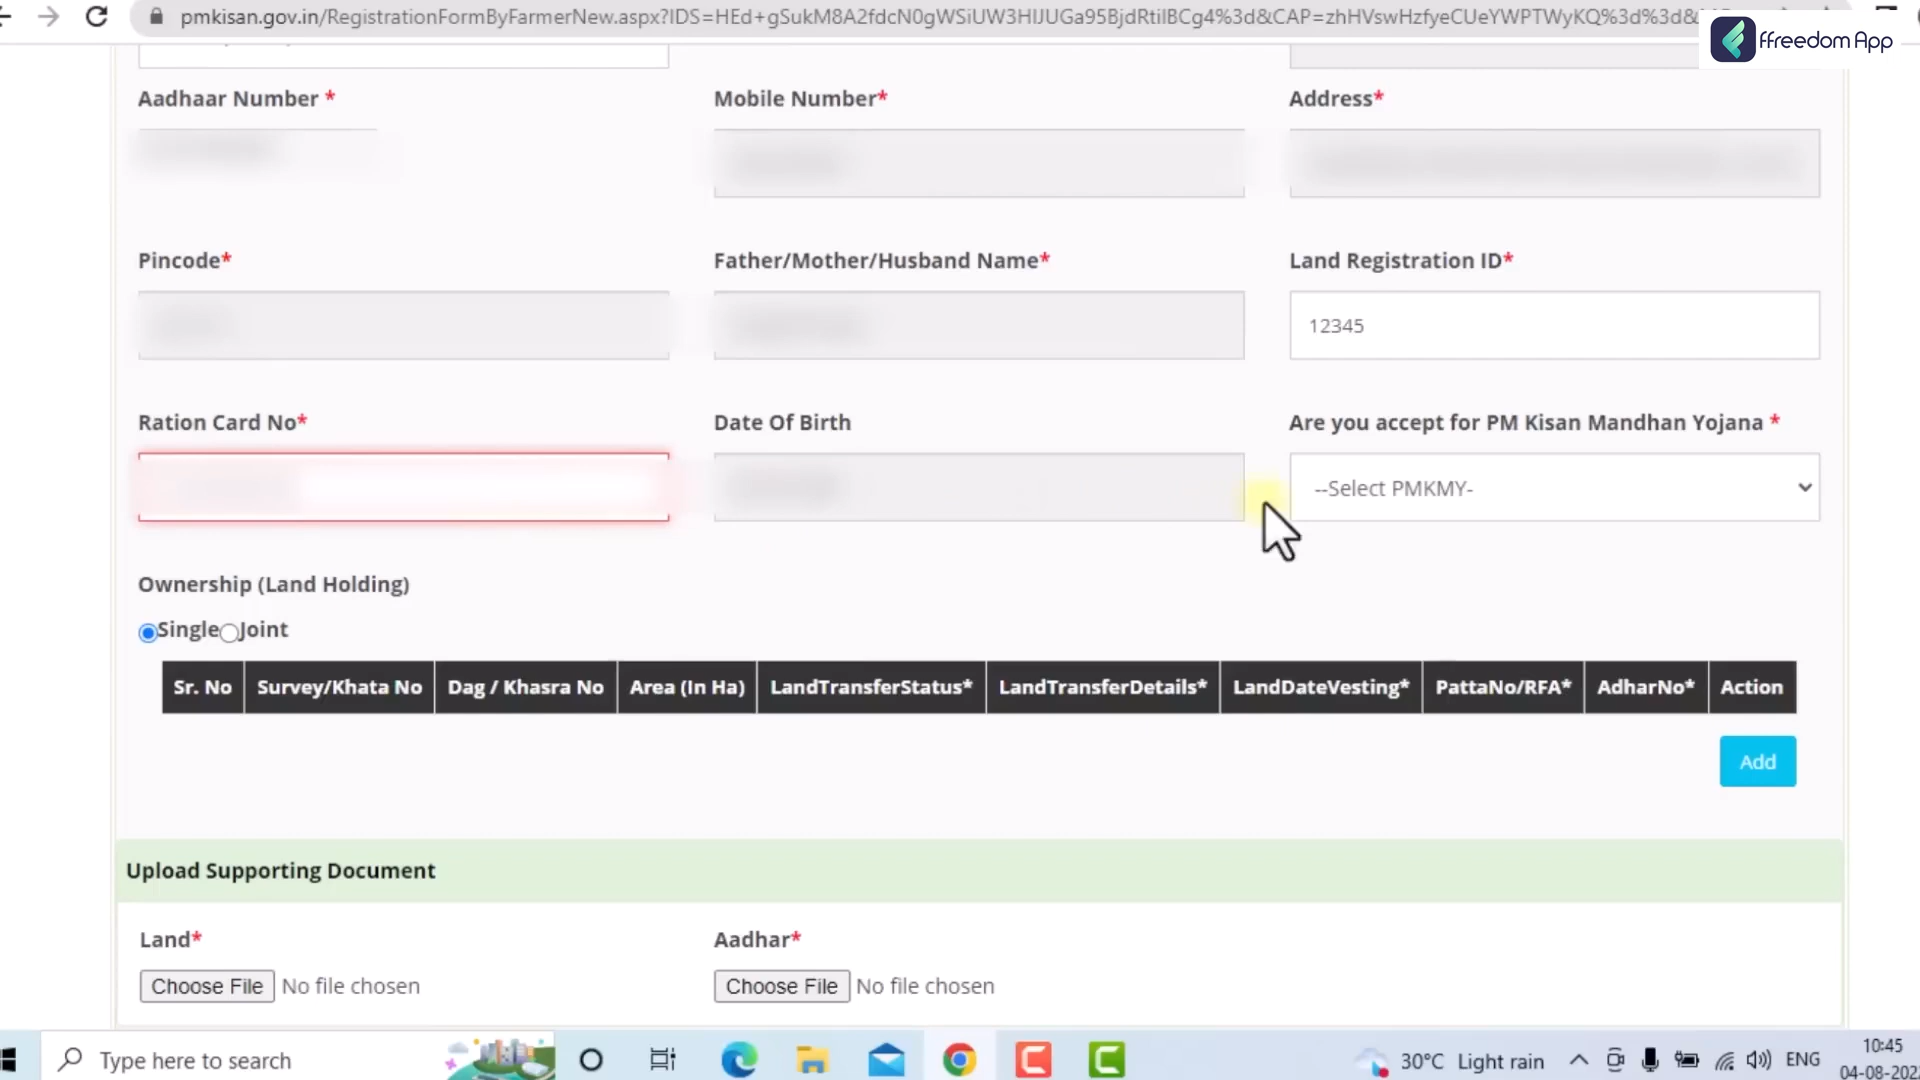 pmkisan.gov.in/RegistrationFormByFarmerNew.aspx?IDS=HEd+gSukM8A2fdcN0gWSiUW3HIJUGa95BjdRtiIBCg4%3d&CAP=zhHVswHzfyeCUeYWPTWyKQ%3d%3d&
ffreedom App
Aadhaar Number * Mobile Number* Address*
Pincode* Father/Mother/Husband Name* Land Registration ID*
12345
Ration Card No* Date Of Birth Are you accept for PM Kisan Mandhan Yojana *
--Select PMKMY-
Ownership (Land Holding)
Single Joint
Sr. No Survey/Khata No Dag / Khasra No Area (In Ha) LandTransferStatus* LandTransferDetails* LandDateVesting* PattaNo/RFA* AdharNo* Action
Add
Upload Supporting Document
Land* Aadhar*
Choose File No file chosen Choose File No file chosen
Type here to search 30°C Light rain ENG 10:45
04-08-202